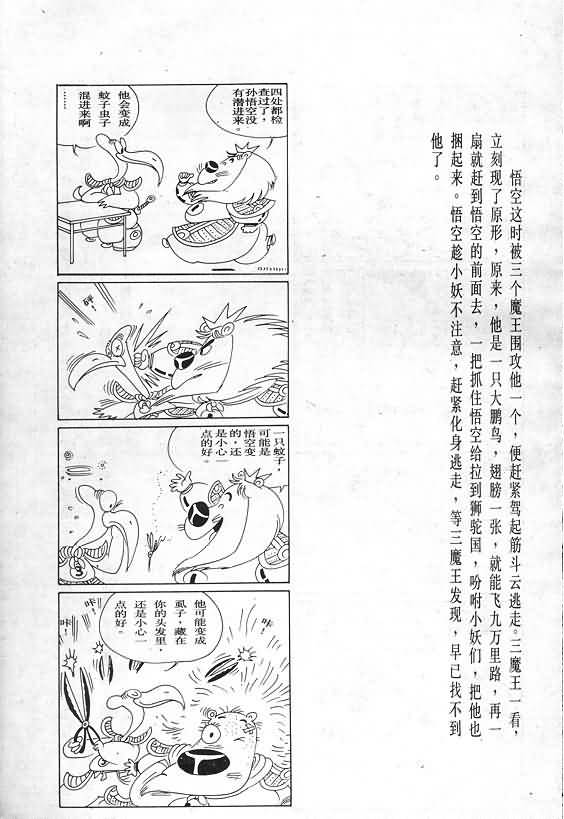 悟空这时被三个魔王围攻他一个，便赶紧驾起筋斗云逃走。三魔王一看，
立刻现了原形，原来，他是一只大鹏鸟，翅膀一张，就能飞九万里路，再一
扇就赶到悟空的前面去，一把抓住悟空给拉到狮驼国，吩咐小妖们，把他也
捆起来。悟空趁小妖不注意，赶紧化身逃走，等三魔王发现，早已找不到
他了。
四处都检
查过了，
孙悟空没
有潜进来。
他会变成
蚊子虫子
混进来啊
……
啪！
一只蚊子，
可能是
悟空变
的，还
是小心一
点的好。
他可能变成
虱子，藏在
你的头发里，
还是小心一
点的好。
咔！
咔！